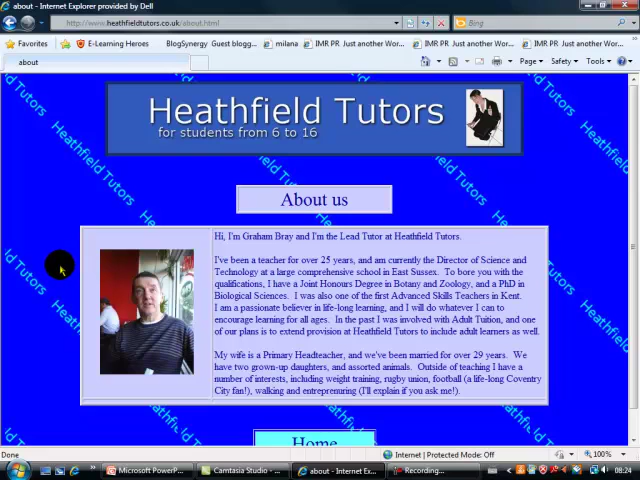 about - Internet Explorer provided by Dell
http://www.heathfieldtutors.co.uk/about.html
Bing
Favorites E-Learning Heroes BlogSynergy Guest blogg... milana IMR PR Just another Wor... IMR PR Just another Wor... IMR PR Just another Wor...
about
Page Safety Tools
Heathfield Tutors
for students from 6 to 16
About us
Hi, I'm Graham Bray and I'm the Lead Tutor at Heathfield Tutors.
I've been a teacher for over 25 years, and am currently the Director of Science and
Technology at a large comprehensive school in East Sussex. To bore you with the
qualifications, I have a Joint Honours Degree in Botany and Zoology, and a PhD in
Biological Sciences. I was also one of the first Advanced Skills Teachers in Kent.
I am a passionate believer in life-long learning, and I will do whatever I can to
encourage learning for all ages. In the past I was involved with Adult Tuition, and one
of our plans is to extend provision at Heathfield Tutors to include adult learners as well.
My wife is a Primary Headteacher, and we've been married for over 29 years. We
have two grown-up daughters, and assorted animals. Outside of teaching I have a
number of interests, including weight training, rugby union, football (a life-long Coventry
City fan!), walking and entreprenuring (I'll explain if you ask me!).
Home
Done Internet | Protected Mode: Off 100%
Microsoft PowerP... Camtasia Studio - ... about - Internet Ex... Recording... 08:24